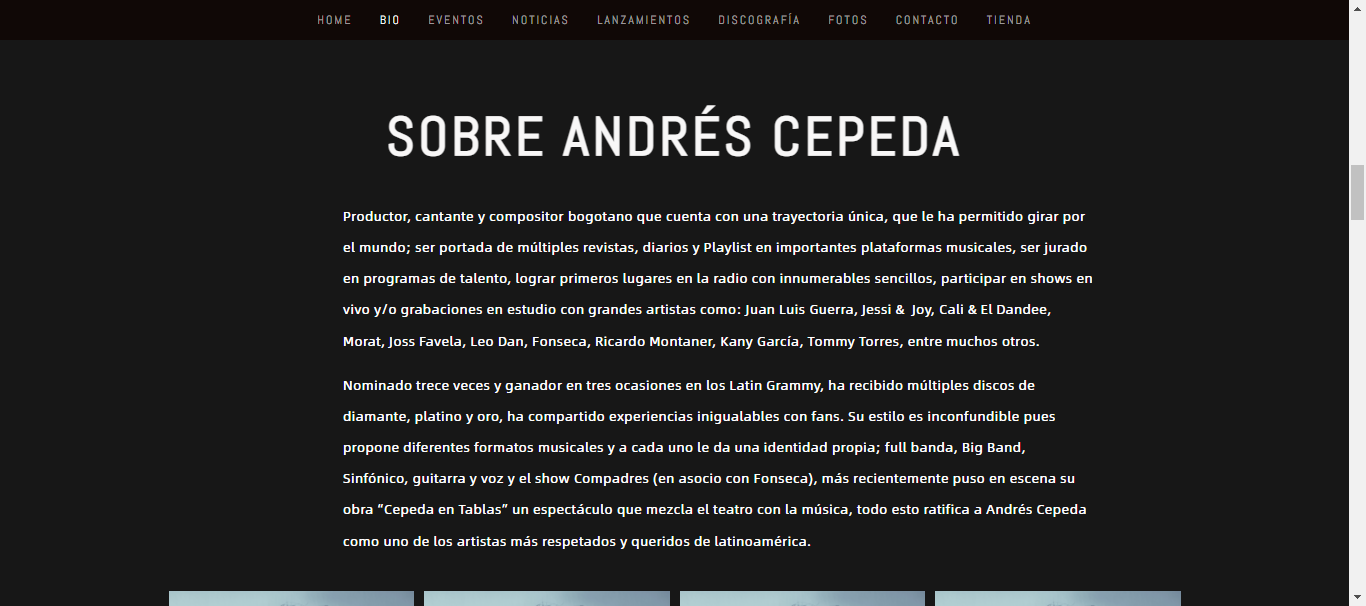 HOME BIO EVENTOS NOTICIAS LANZAMIENTOS DISCOGRAFÍA FOTOS CONTACTO TIENDA
SOBRE ANDRÉS CEPEDA
Productor, cantante y compositor bogotano que cuenta con una trayectoria única, que le ha permitido girar por
el mundo; ser portada de múltiples revistas, diarios y Playlist en importantes plataformas musicales, ser jurado
en programas de talento, lograr primeros lugares en la radio con innumerables sencillos, participar en shows en
vivo y/o grabaciones en estudio con grandes artistas como: Juan Luis Guerra, Jessi & Joy, Cali & El Dandee,
Morat, Joss Favela, Leo Dan, Fonseca, Ricardo Montaner, Kany García, Tommy Torres, entre muchos otros.
Nominado trece veces y ganador en tres ocasiones en los Latin Grammy, ha recibido múltiples discos de
diamante, platino y oro, ha compartido experiencias inigualables con fans. Su estilo es inconfundible pues
propone diferentes formatos musicales y a cada uno le da una identidad propia; full banda, Big Band,
Sinfónico, guitarra y voz y el show Compadres (en asocio con Fonseca), más recientemente puso en escena su
obra “Cepeda en Tablas” un espectáculo que mezcla el teatro con la música, todo esto ratifica a Andrés Cepeda
como uno de los artistas más respetados y queridos de latinoamérica.